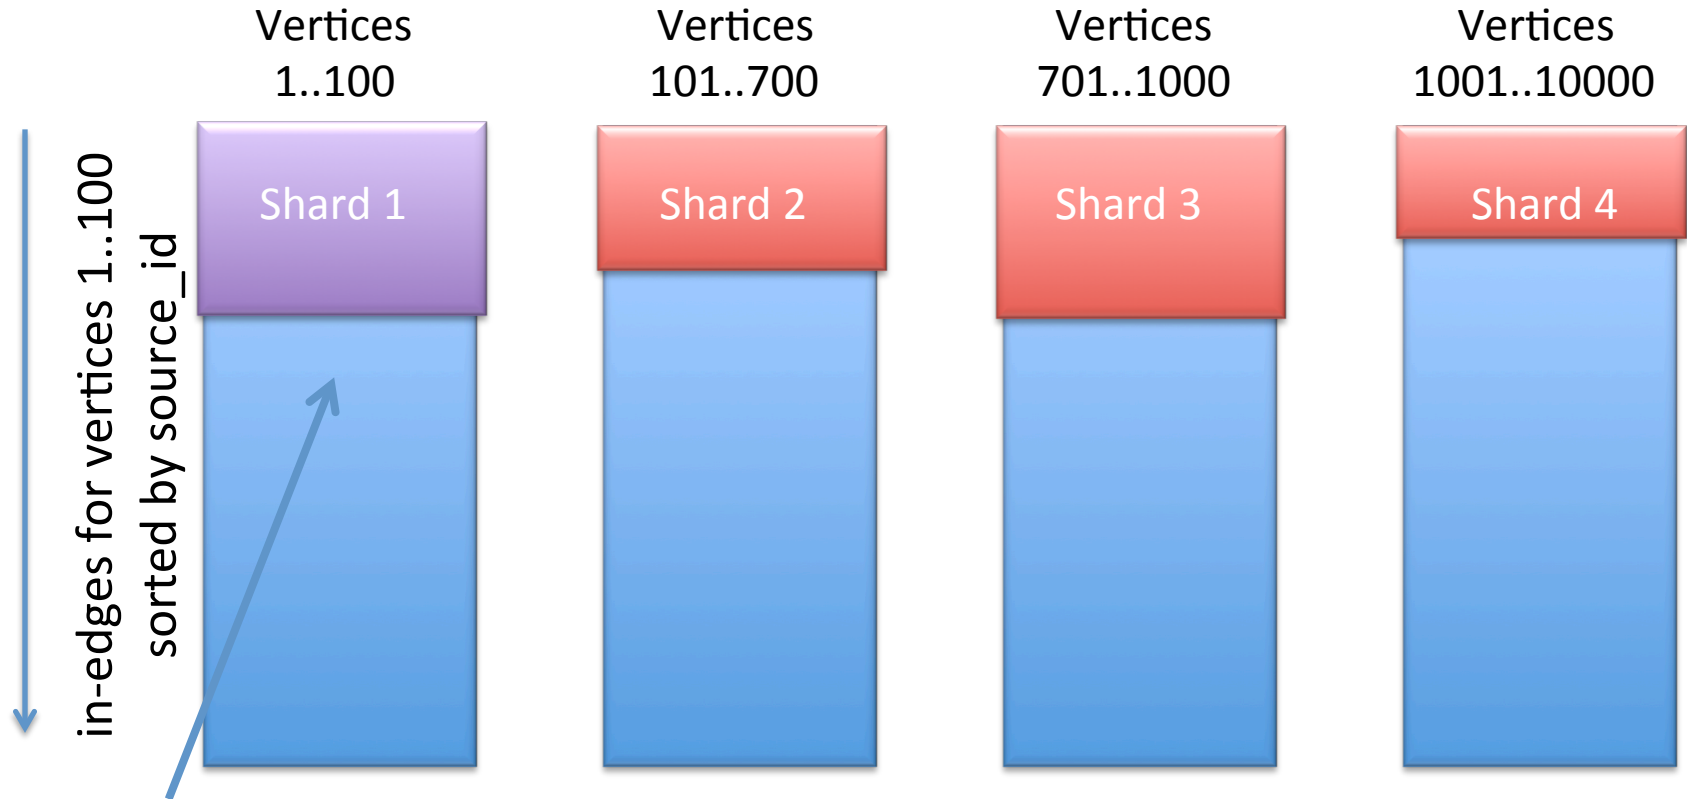 Vertices
1..100
Vertices
101..700
Vertices
701..1000
Vertices
1001..10000
in-edges for vertices 1..100
sorted by source_id
Shard 1
Shard 2
Shard 3
Shard 4